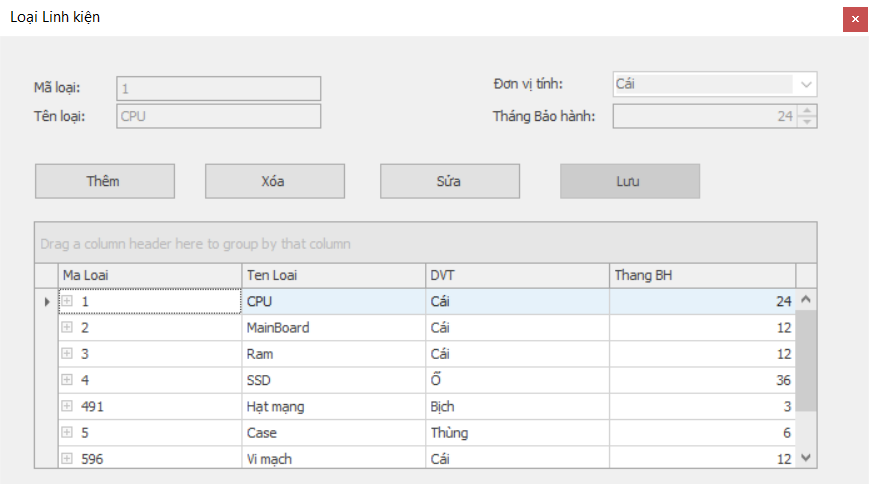 Loại Linh kiện
Mã loại: 1 Đơn vị tính: Cái
Tên loại: CPU Tháng Bảo hành: 24
Thêm Xóa Sửa Lưu
Drag a column header here to group by that column
Ma Loai Ten Loai DVT Thang BH
1 CPU Cái 24
2 MainBoard Cái 12
3 Ram Cái 12
4 SSD Ổ 36
491 Hạt mạng Bịch 3
5 Case Thùng 6
596 Vi mạch Cái 12